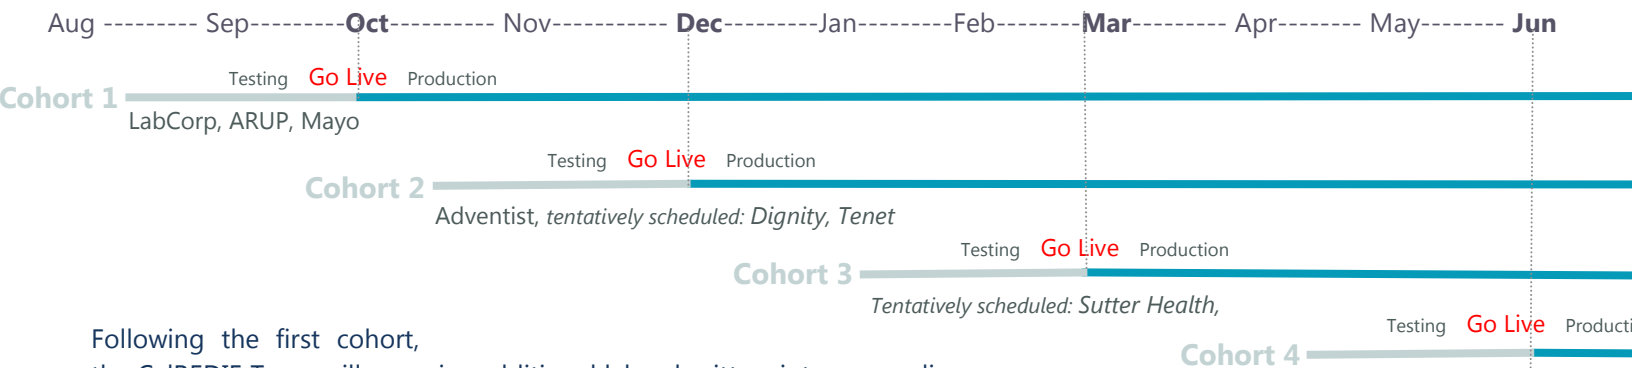 Aug --------- Sep-----------Oct---------- Nov----------- Dec---------Jan---------Feb--------Mar--------- Apr-------- May-------- Jun
Testing Go Live Production
Cohort 1
LabCorp, ARUP, Mayo
Testing Go Live Production
Cohort 2
Adventist, tentatively scheduled: Dignity, Tenet
Testing Go Live Production
Cohort 3
Tentatively scheduled: Sutter Health,
Testing Go Live Producti
Cohort 4
Following the first cohort,